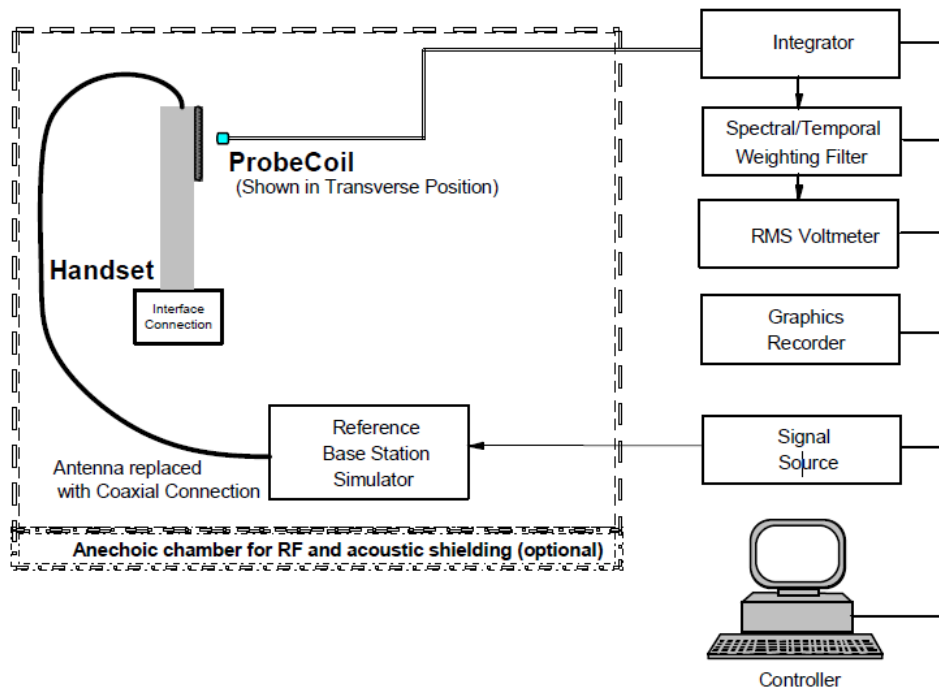 Integrator
Spectral/Temporal
Weighting Filter
RMS Voltmeter
Graphics
Recorder
Signal
Source
Controller
ProbeCoil
(Shown in Transverse Position)
Handset
Interface
Connection
Reference
Base Station
Simulator
Antenna replaced
with Coaxial Connection
Anechoic chamber for RF and acoustic shielding (optional)